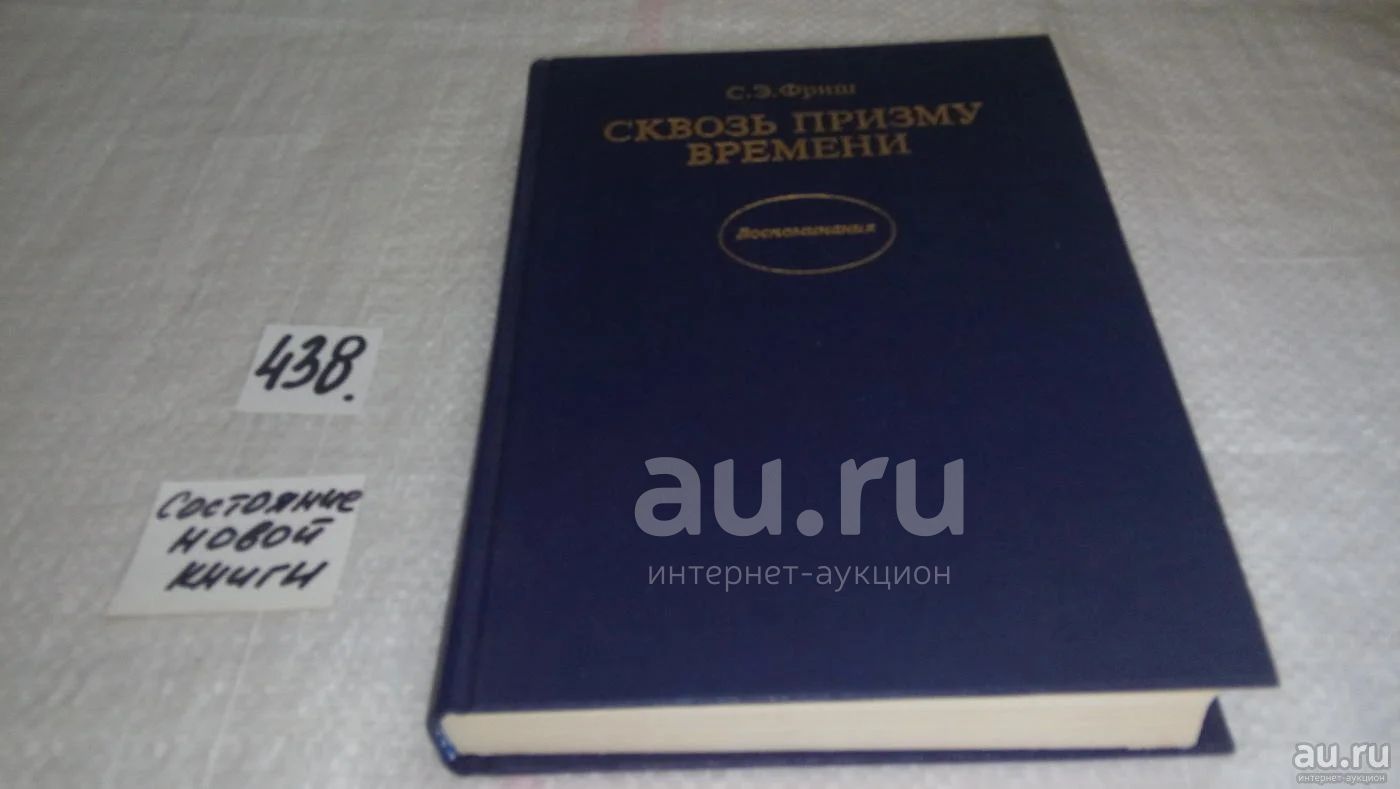 С.Э.Фриш
СКВОЗЬ ПРИЗМУ
ВРЕМЕНИ
Воспоминания
438.
Состояние
новой
книги
au.ru
интернет-аукцион
au.ru
интернет-аукцион